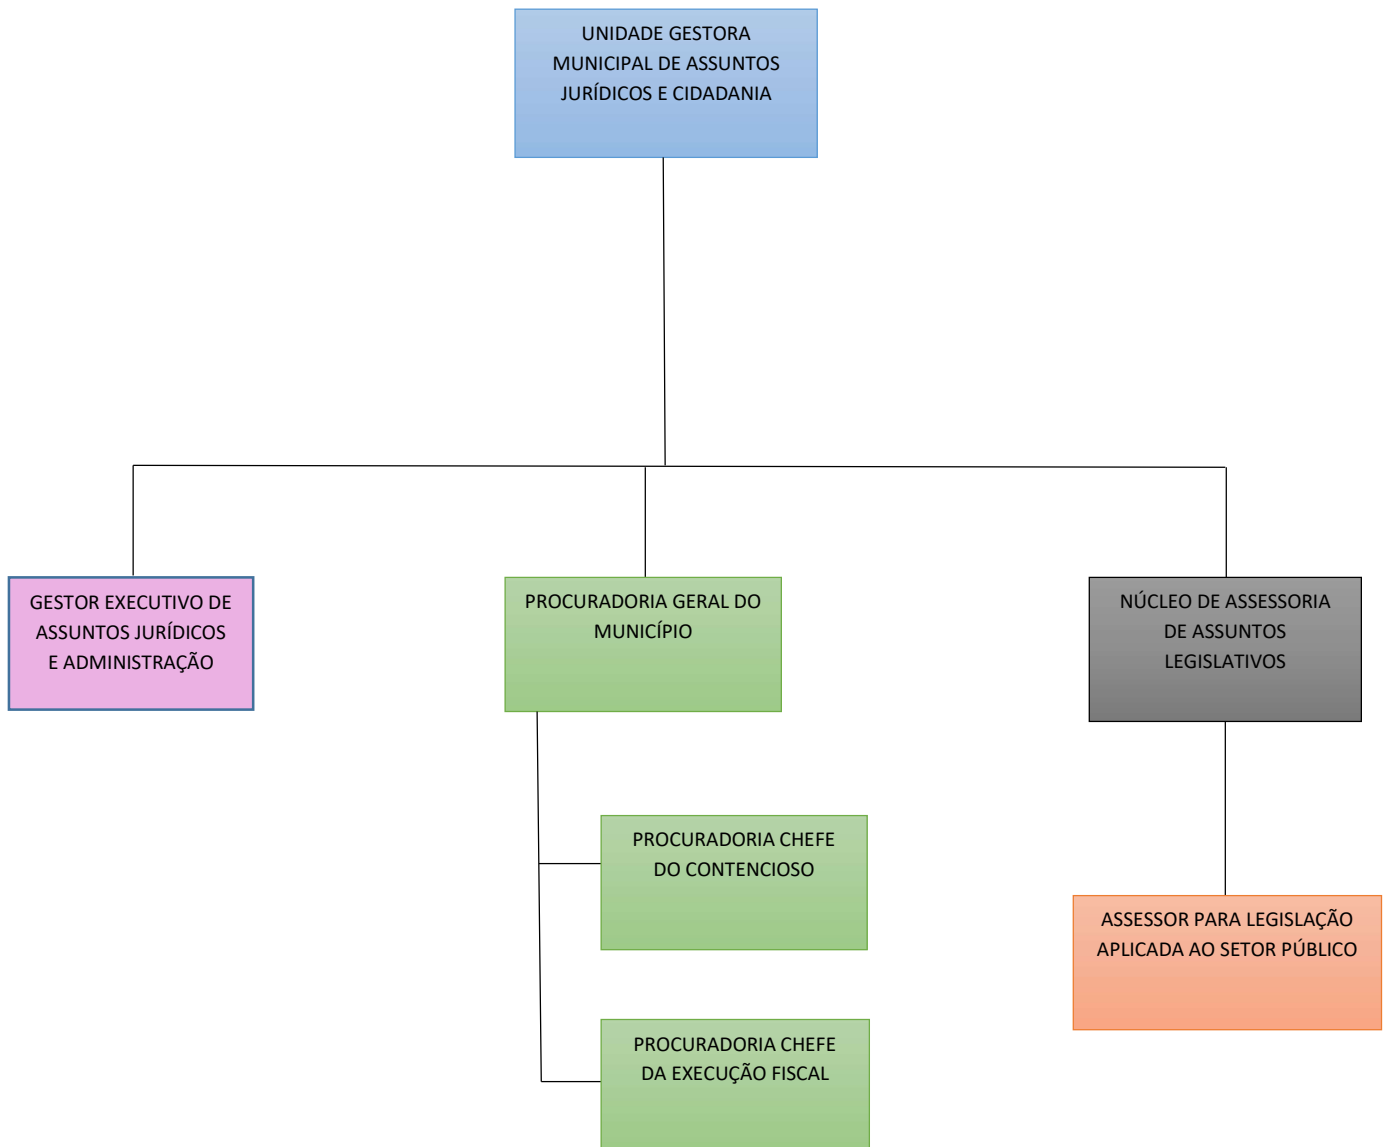 UNIDADE GESTORA
MUNICIPAL DE ASSUNTOS
JURÍDICOS E CIDADANIA
GESTOR EXECUTIVO DE
ASSUNTOS JURÍDICOS
E ADMINISTRAÇÃO
PROCURADORIA GERAL DO
MUNICÍPIO
NÚCLEO DE ASSESSORIA
DE ASSUNTOS
LEGISLATIVOS
PROCURADORIA CHEFE
DO CONTENCIOSO
ASSESSOR PARA LEGISLAÇÃO
APLICADA AO SETOR PÚBLICO
PROCURADORIA CHEFE
DA EXECUÇÃO FISCAL